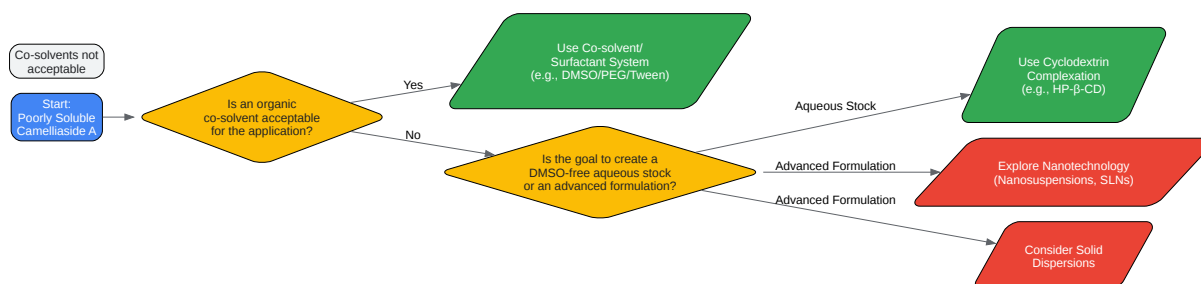 Co-solvents not
acceptable
Start:
Poorly Soluble
Camelliaside A
Is an organic
co-solvent acceptable
for the application?
Yes
No
Use Co-solvent/
Surfactant System
(e.g., DMSO/PEG/Tween)
Is the goal to create a
DMSO-free aqueous stock
or an advanced formulation?
Aqueous Stock
Advanced Formulation
Advanced Formulation
Use Cyclodextrin
Complexation
(e.g., HP-β-CD)
Explore Nanotechnology
(Nanosuspensions, SLNs)
Consider Solid
Dispersions